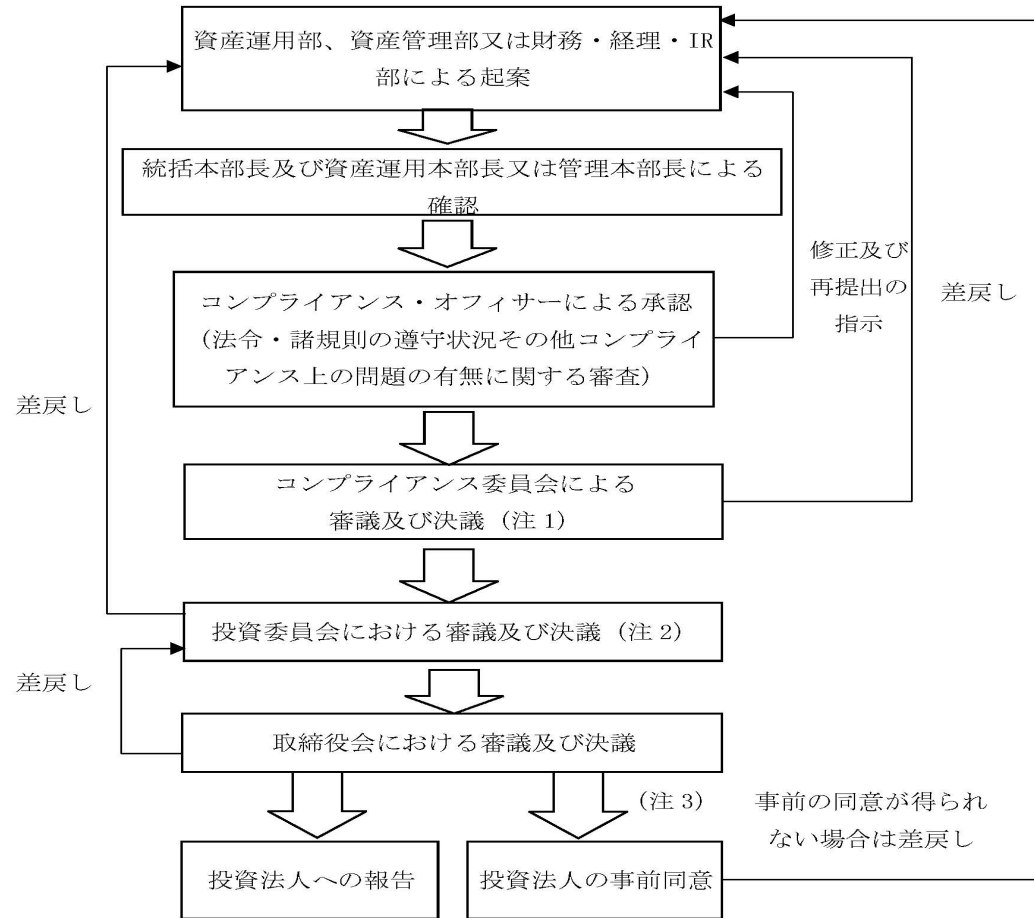 資産運用部、資産管理部又は財務・経理・IR
部による起案
統括本部長及び資産運用本部長又は管理本部長による
確認
修正及び
再提出の
指示
差戻し
コンプライアンス・オフィサーによる承認
(法令・諸規則の遵守状況その他コンプライ
アンス上の問題の有無に関する審査)
差戻し
コンプライアンス委員会による
審議及び決議 (注 1)
投資委員会における審議及び決議 (注 2)
差戻し
取締役会における審議及び決議
(注 3)
事前の同意が得られ
ない場合は差戻し
投資法人への報告
投資法人の事前同意